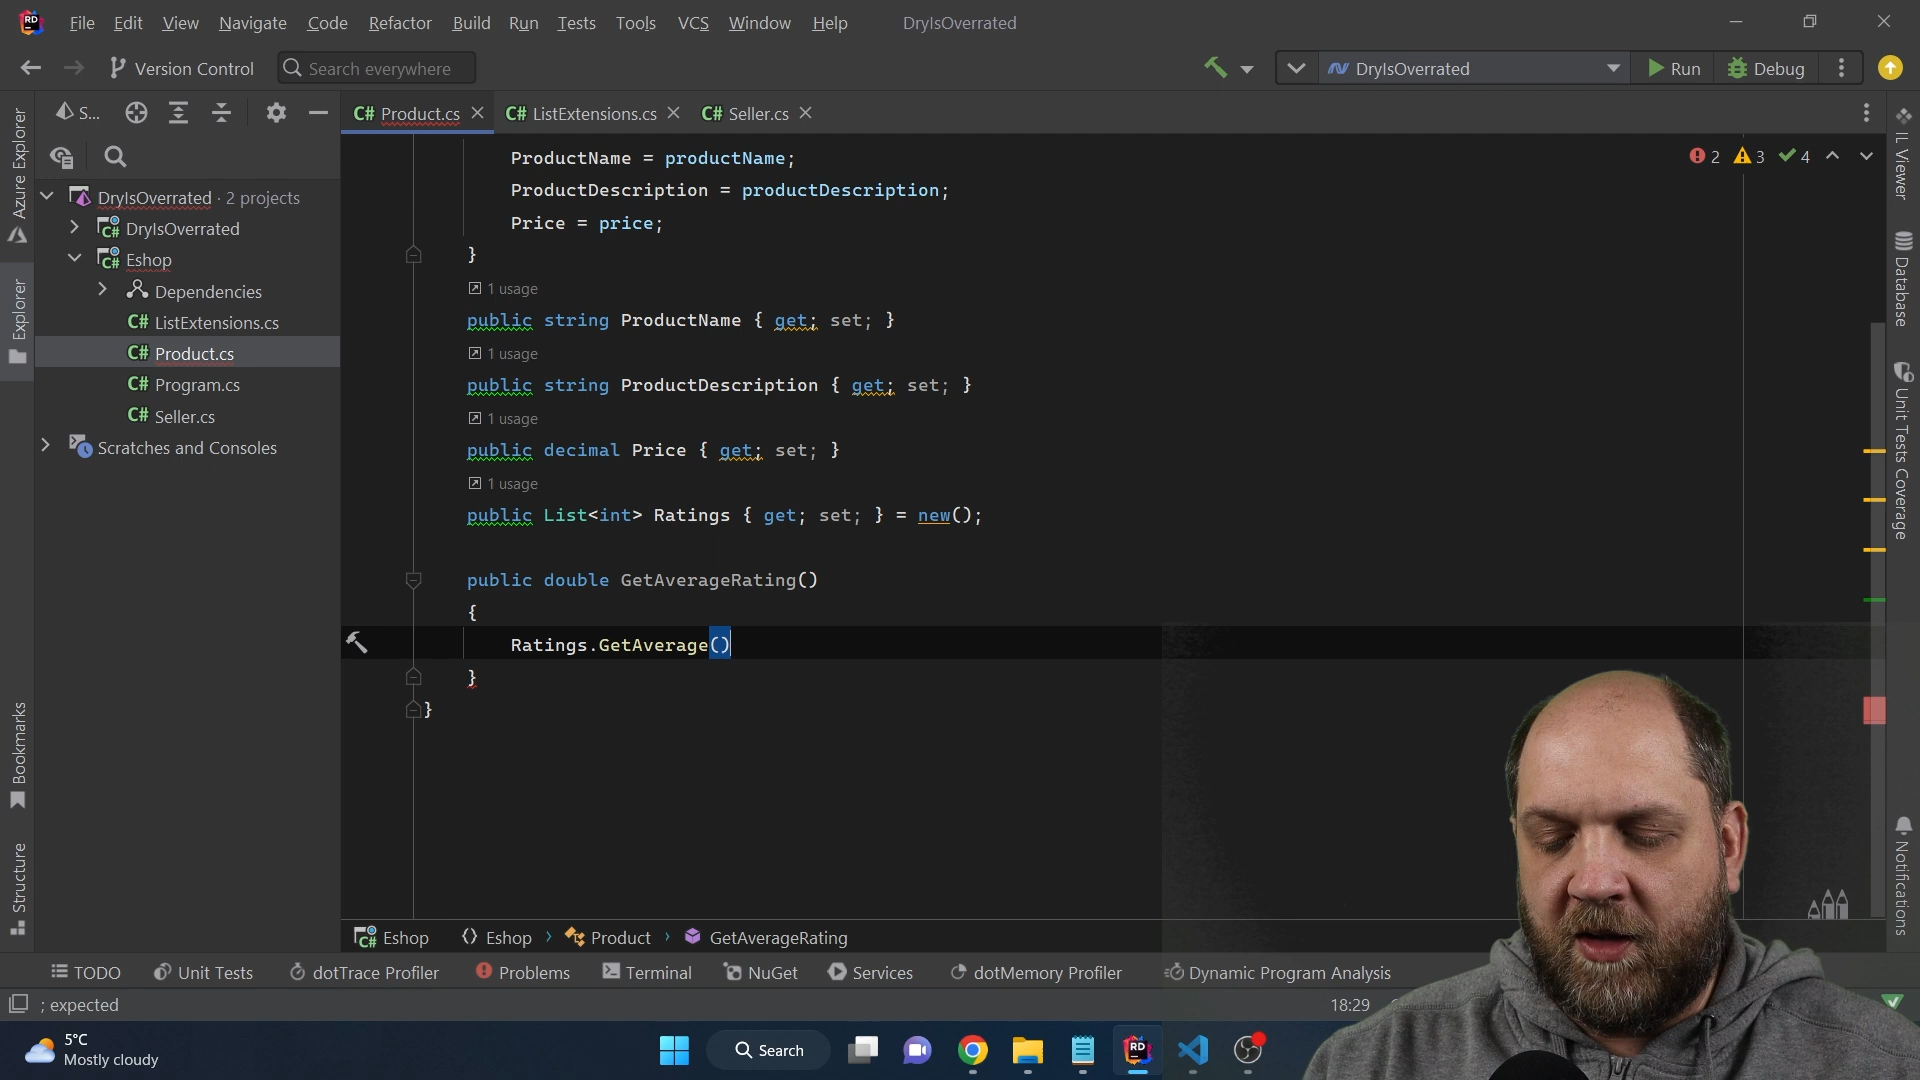 File Edit View Navigate Code Refactor Build Run Tests Tools VCS Window Help DryIsOverrated
Version Control Search everywhere DryIsOverrated Run Debug
S... C# Product.cs C# ListExtensions.cs C# Seller.cs
DryIsOverrated · 2 projects
DryIsOverrated
Eshop
Dependencies
C# ListExtensions.cs
C# Product.cs
C# Program.cs
C# Seller.cs
Scratches and Consoles
Azure Explorer
Explorer
Bookmarks
Structure
2 3 4
ProductName = productName;
ProductDescription = productDescription;
Price = price;
}
1 usage
public string ProductName { get; set; }
1 usage
public string ProductDescription { get; set; }
1 usage
public decimal Price { get; set; }
1 usage
public List<int> Ratings { get; set; } = new();
public double GetAverageRating()
{
Ratings.GetAverage()
}
}
IL Viewer
Database
Unit Tests Coverage
Notifications
Eshop Eshop Product GetAverageRating
TODO Unit Tests dotTrace Profiler Problems Terminal NuGet Services dotMemory Profiler Dynamic Program Analysis
; expected 18:29
5°C
Mostly cloudy
Search